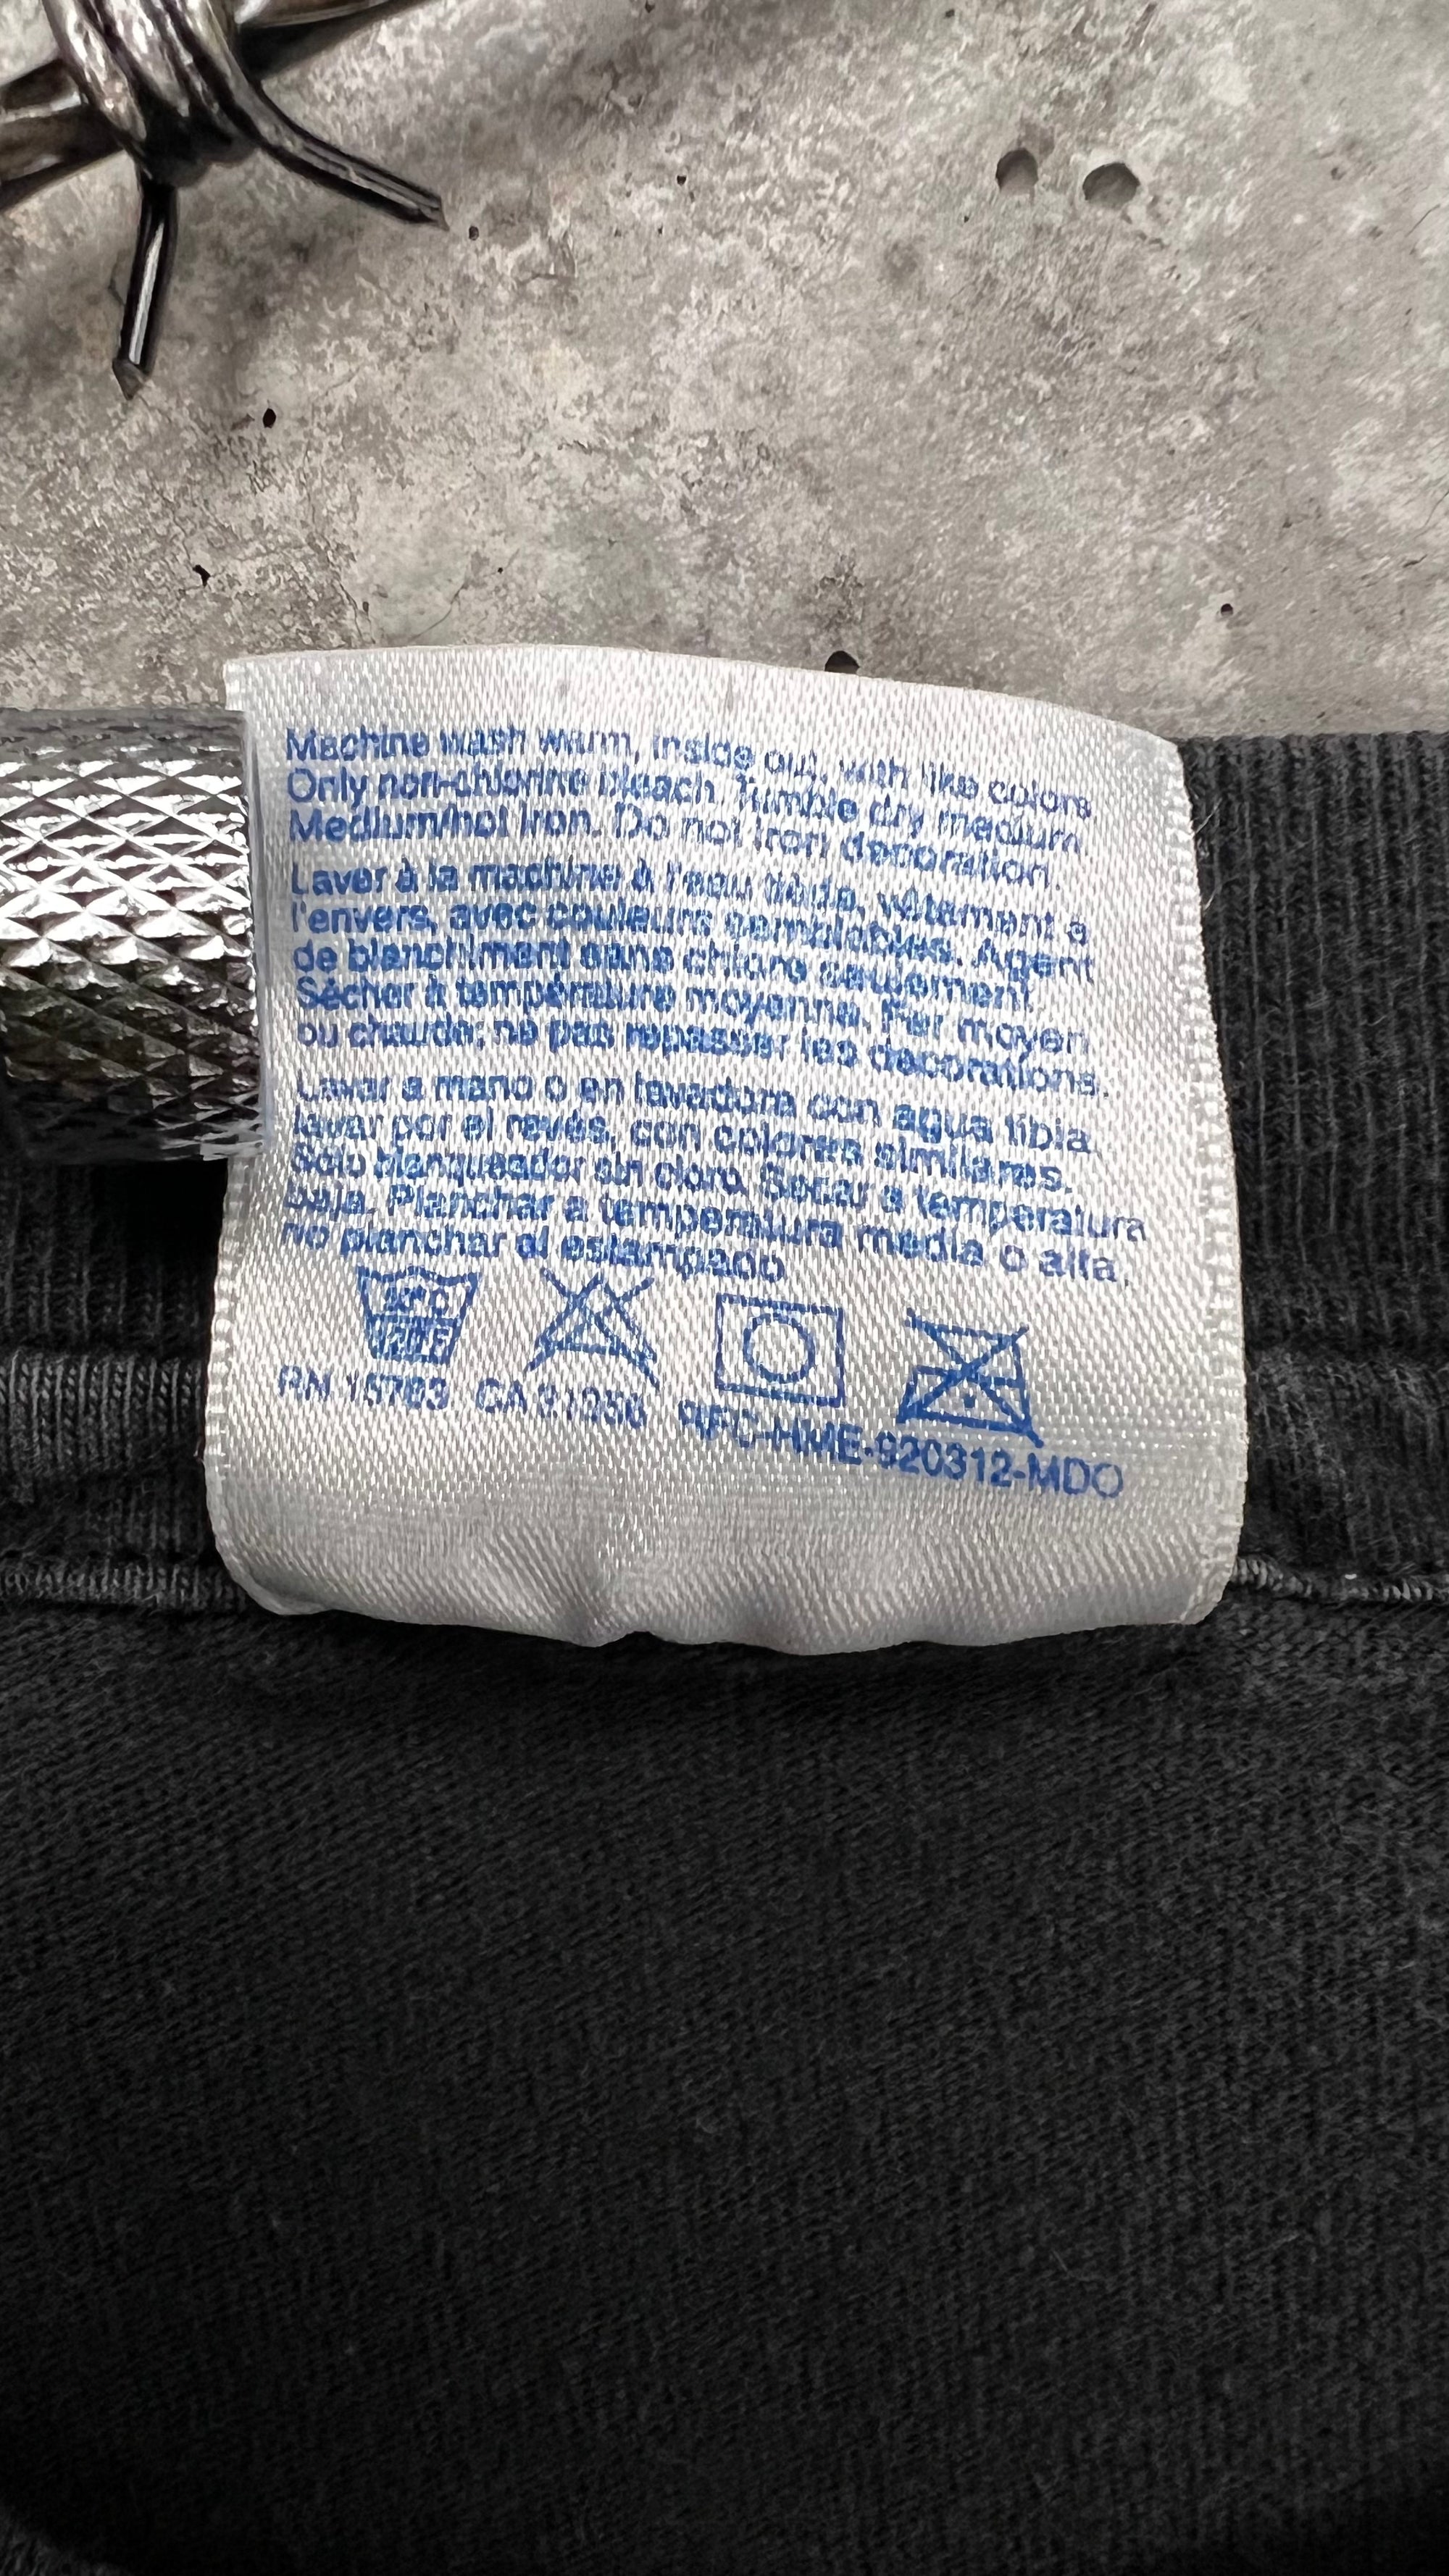 Machine wash warm, inside out, with like colors
Only non-chlorine bleach. Tumble dry medium.
Medium/hot iron. Do not iron decoration.
Laver à la machine à l'eau tiède, vêtement a
l'envers, avec couleurs semblables. Agent
de blanchiment sans chlore seulement
Sécher à température moyenne. Fer moyen
ou chaude; ne pas repasser les decorations.
Lavar a mano o en lavadora con agua tibia.
lavar por el revés, con colores similares.
Sólo blanqueador sin cloro. Secar a temperatura
baja. Planchar a temperatura media o alta.
No planchar el estampado
RN 15763 CA RFC-HME-920312-MDO